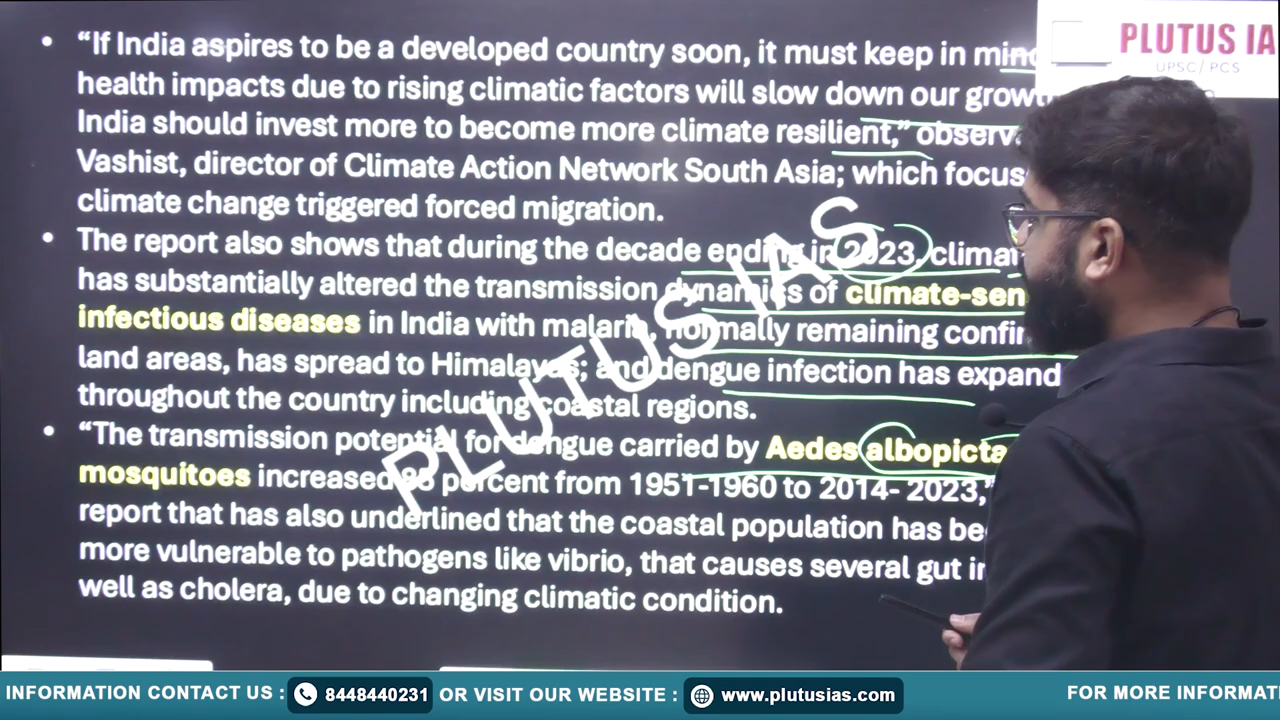 • “If India aspires to be a developed country soon, it must keep in mind
health impacts due to rising climatic factors will slow down our growth
India should invest more to become more climate resilient,” observ
Vashist, director of Climate Action Network South Asia; which focus
climate change triggered forced migration.
• The report also shows that during the decade ending in 2023, climat
has substantially altered the transmission dynamics of climate-sen
infectious diseases in India with malaria, normally remaining confin
land areas, has spread to Himalayas; and dengue infection has expand
throughout the country including coastal regions.
• “The transmission potential for dengue carried by Aedes albopicta
mosquitoes increased percent from 1951-1960 to 2014- 2023,”
report that has also underlined that the coastal population has be
more vulnerable to pathogens like vibrio, that causes several gut in
well as cholera, due to changing climatic condition.
PLUTUS IAS
PLUTUS IA
UPSC/ PCS
INFORMATION CONTACT US : 8448440231 OR VISIT OUR WEBSITE : www.plutusias.com FOR MORE INFORMATI